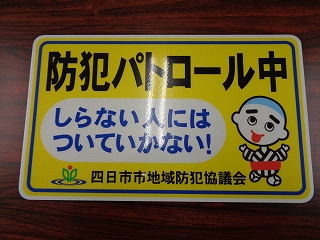 防犯パトロール中
しらない人には
ついていかない!
四日市市地域防犯協議会